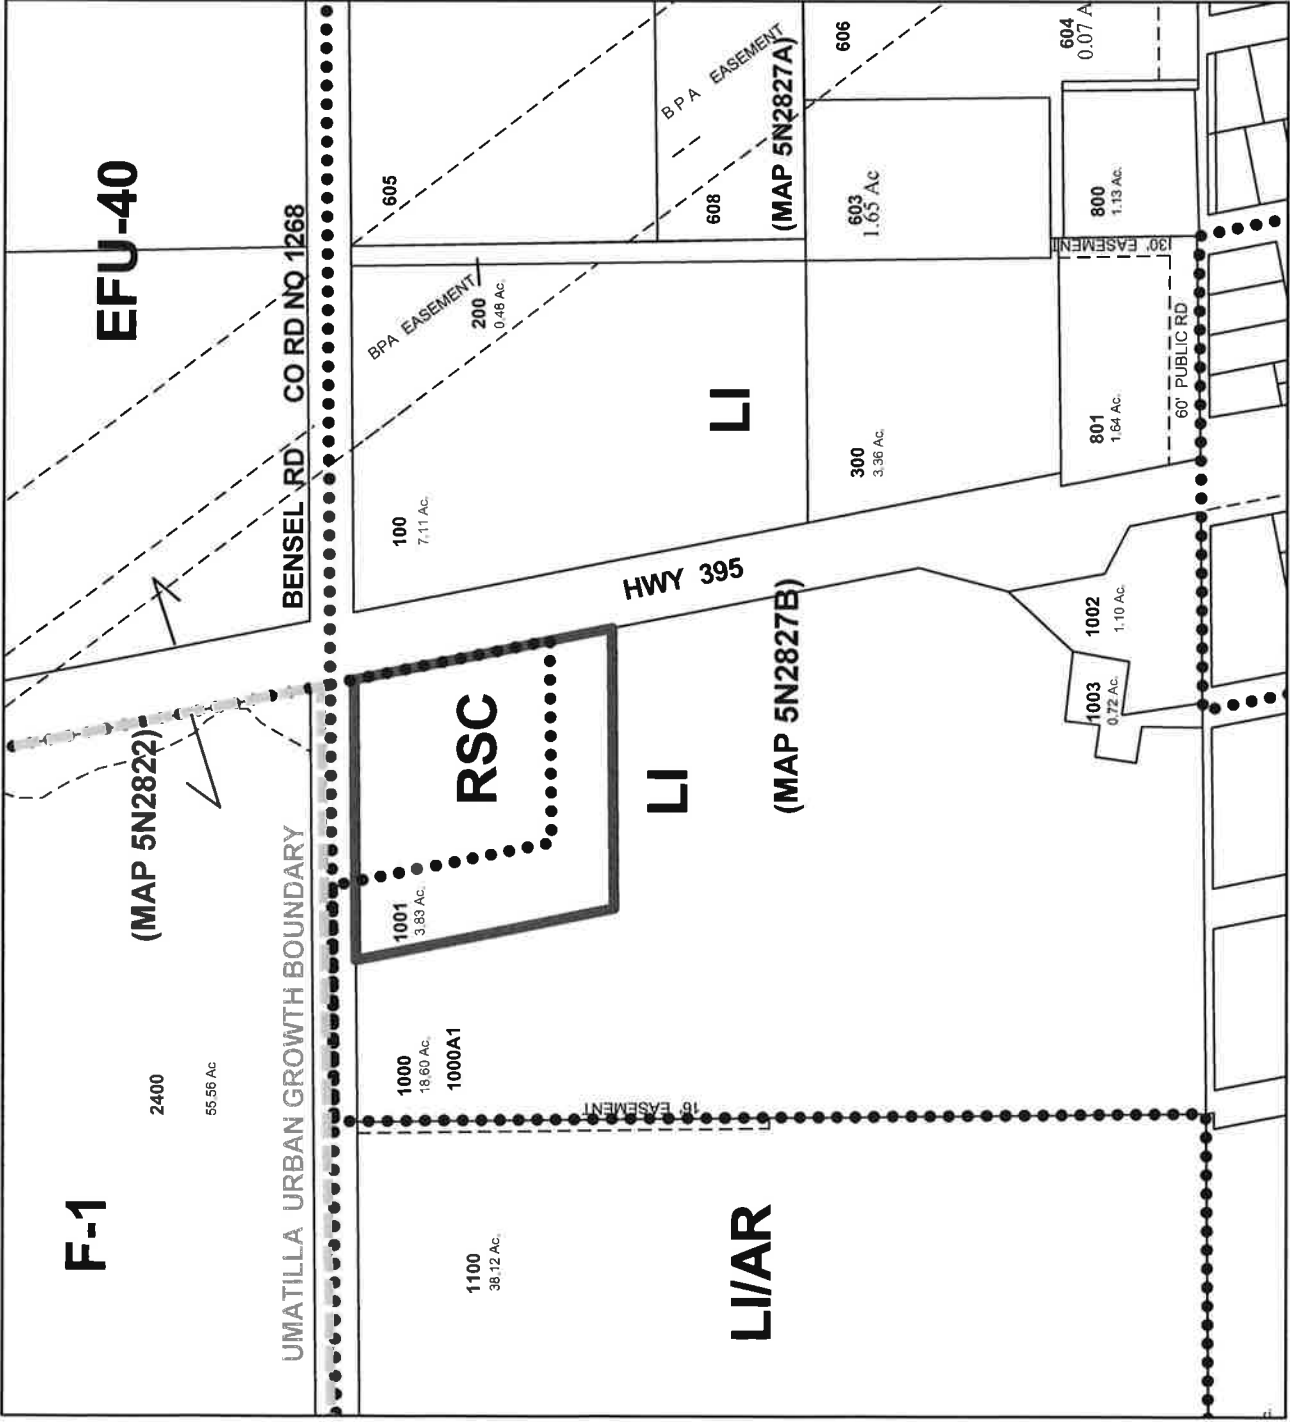 F-1
2400
55.56 Ac
(MAP 5N2822)
EFU-40
UMATILLA URBAN GROWTH BOUNDARY
BENSEL RD CO RD NO 1268
1100
38.12 Ac.
LI/AR
15' EASEMENT
1000
18.60 Ac.
1000A1
1001
3.83 Ac.
RSC
LI
(MAP 5N2827B)
1003
0.72 Ac.
1002
1.10 Ac.
HWY 395
100
7.11 Ac.
BPA EASEMENT
200
0.48 Ac.
LI
300
3.36 Ac.
801
1.64 Ac.
60' PUBLIC RD
30' EASEMENT
605
608
BPA EASEMENT
(MAP 5N2827A)
603
1.65 Ac
800
1.13 Ac.
606
604
0.07 A